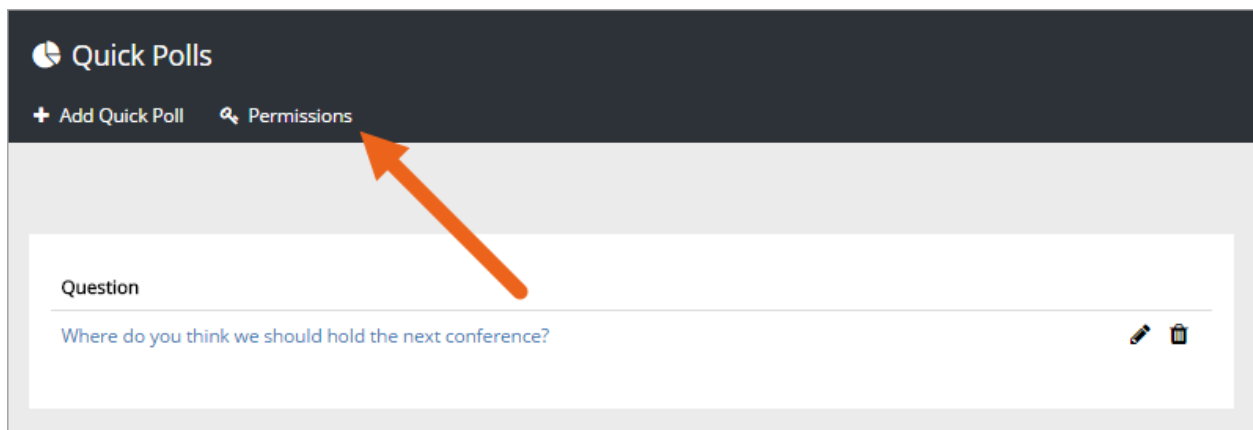 Quick Polls
Add Quick Poll Permissions
Question
Where do you think we should hold the next conference?